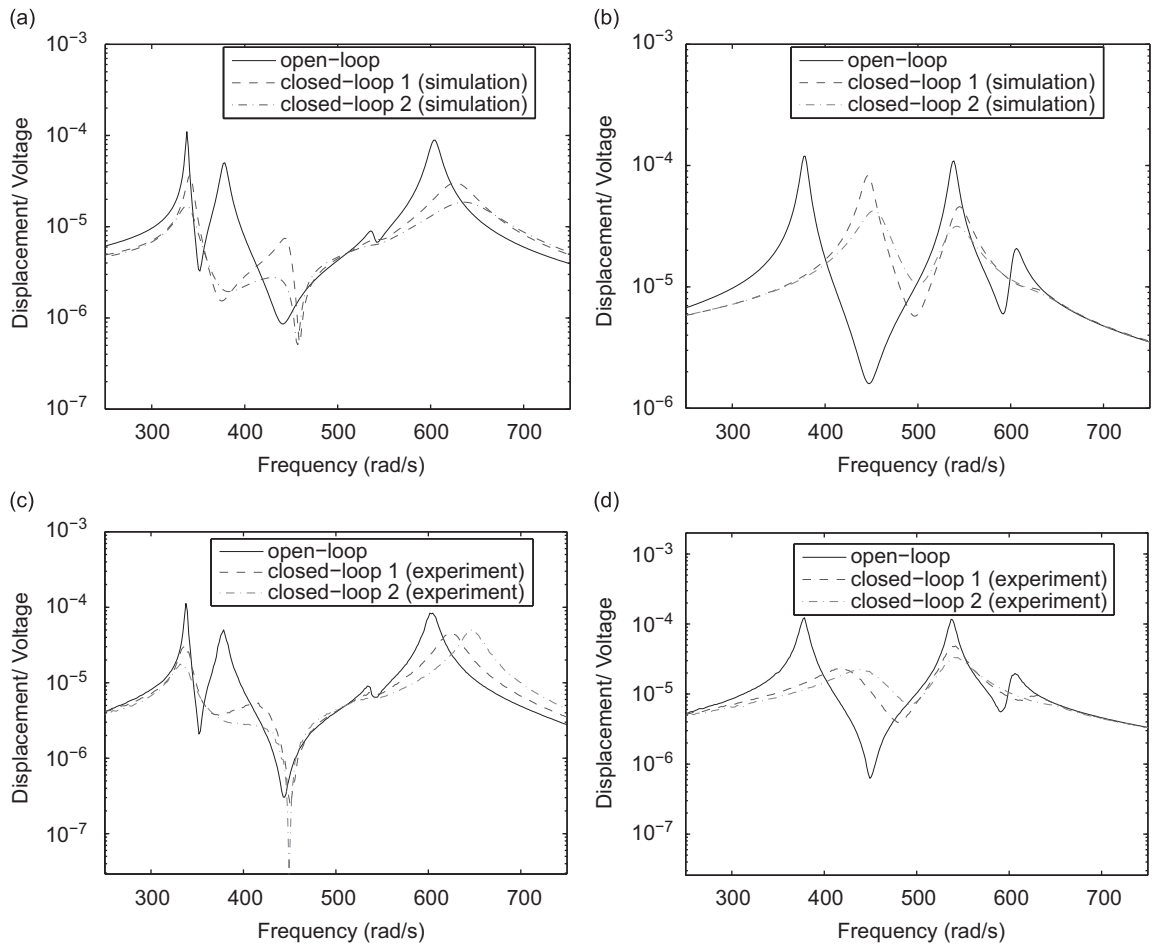 (a)
10−3
10−4
10−5
10−6
10−7
Displacement/ Voltage
open−loop
closed−loop 1 (simulation)
closed−loop 2 (simulation)
300 400 500 600 700
Frequency (rad/s)
(b)
10−3
10−4
10−5
10−6
Displacement/ Voltage
open−loop
closed−loop 1 (simulation)
closed−loop 2 (simulation)
300 400 500 600 700
Frequency (rad/s)
(c)
10−3
10−4
10−5
10−6
10−7
Displacement/ Voltage
open−loop
closed−loop 1 (experiment)
closed−loop 2 (experiment)
300 400 500 600 700
Frequency (rad/s)
(d)
10−3
10−4
10−5
10−6
10−7
Displacement/ Voltage
open−loop
closed−loop 1 (experiment)
closed−loop 2 (experiment)
300 400 500 600 700
Frequency (rad/s)